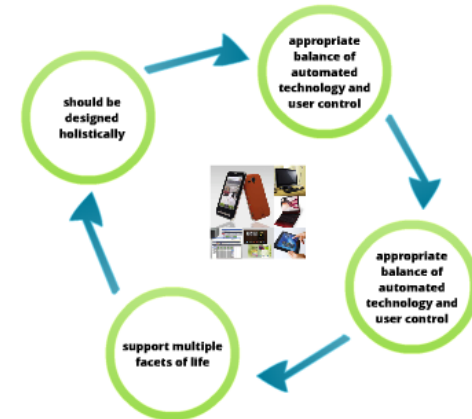 appropriate
balance of
automated
technology and
user control
should be
designed
holistically
appropriate
balance of
automated
technology and
user control
support multiple
facets of life